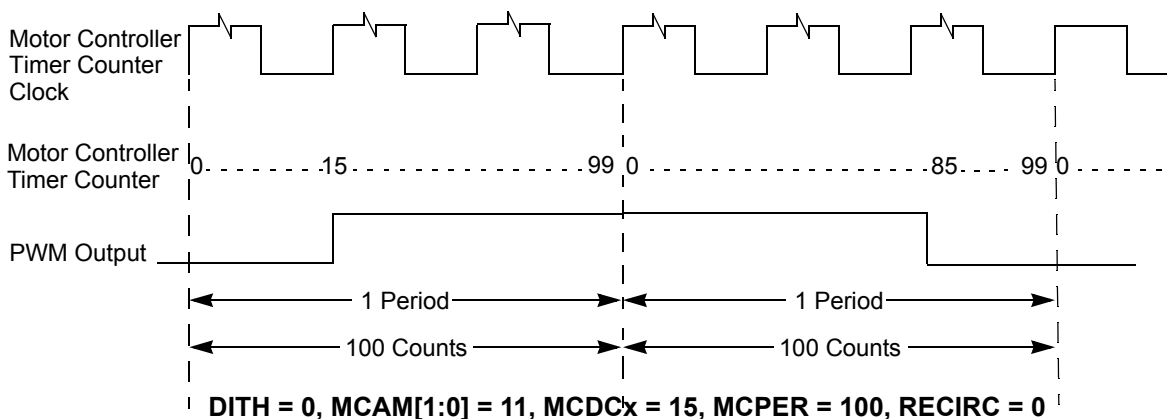 Motor Controller
Timer Counter
Clock
Motor Controller
Timer Counter
0 15 99 0 85 99 0
PWM Output
1 Period 1 Period
100 Counts 100 Counts
DITH = 0, MCAM[1:0] = 11, MCDCx = 15, MCPER = 100, RECIRC = 0